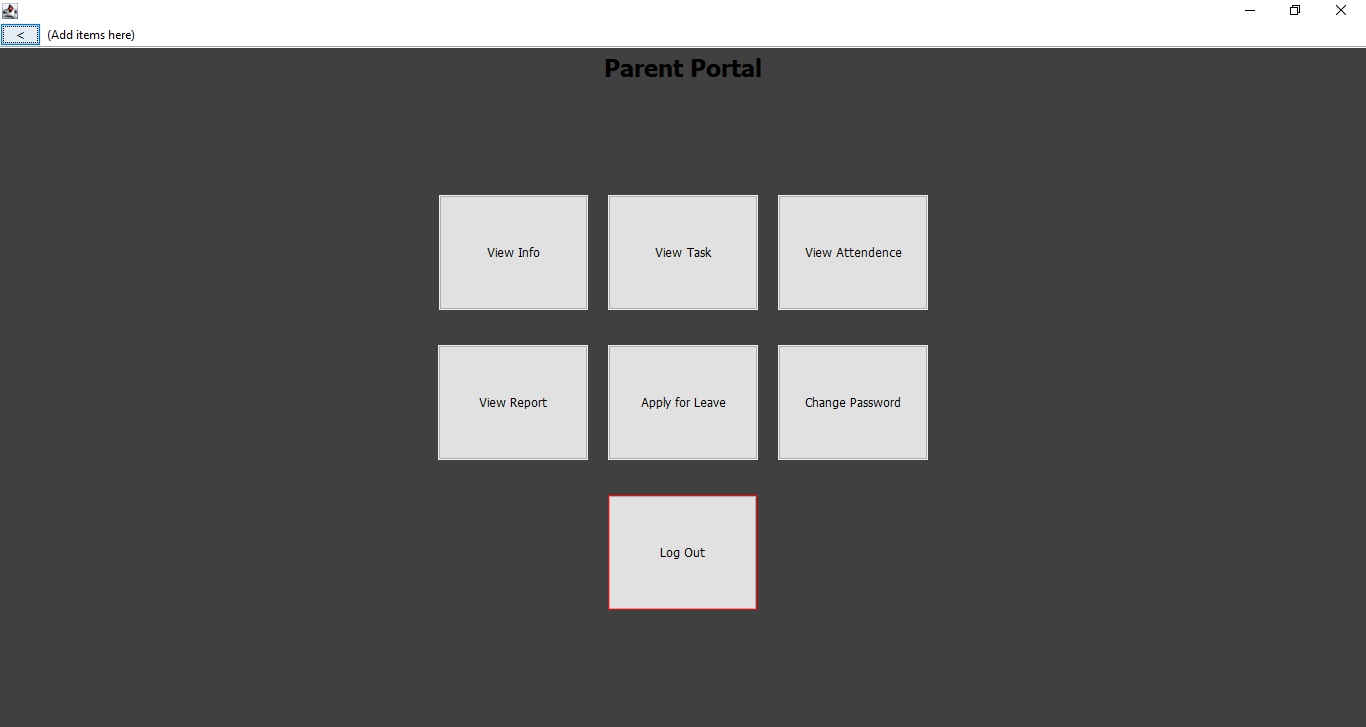 < (Add items here)
Parent Portal
View Info View Task View Attendence
View Report Apply for Leave Change Password
Log Out